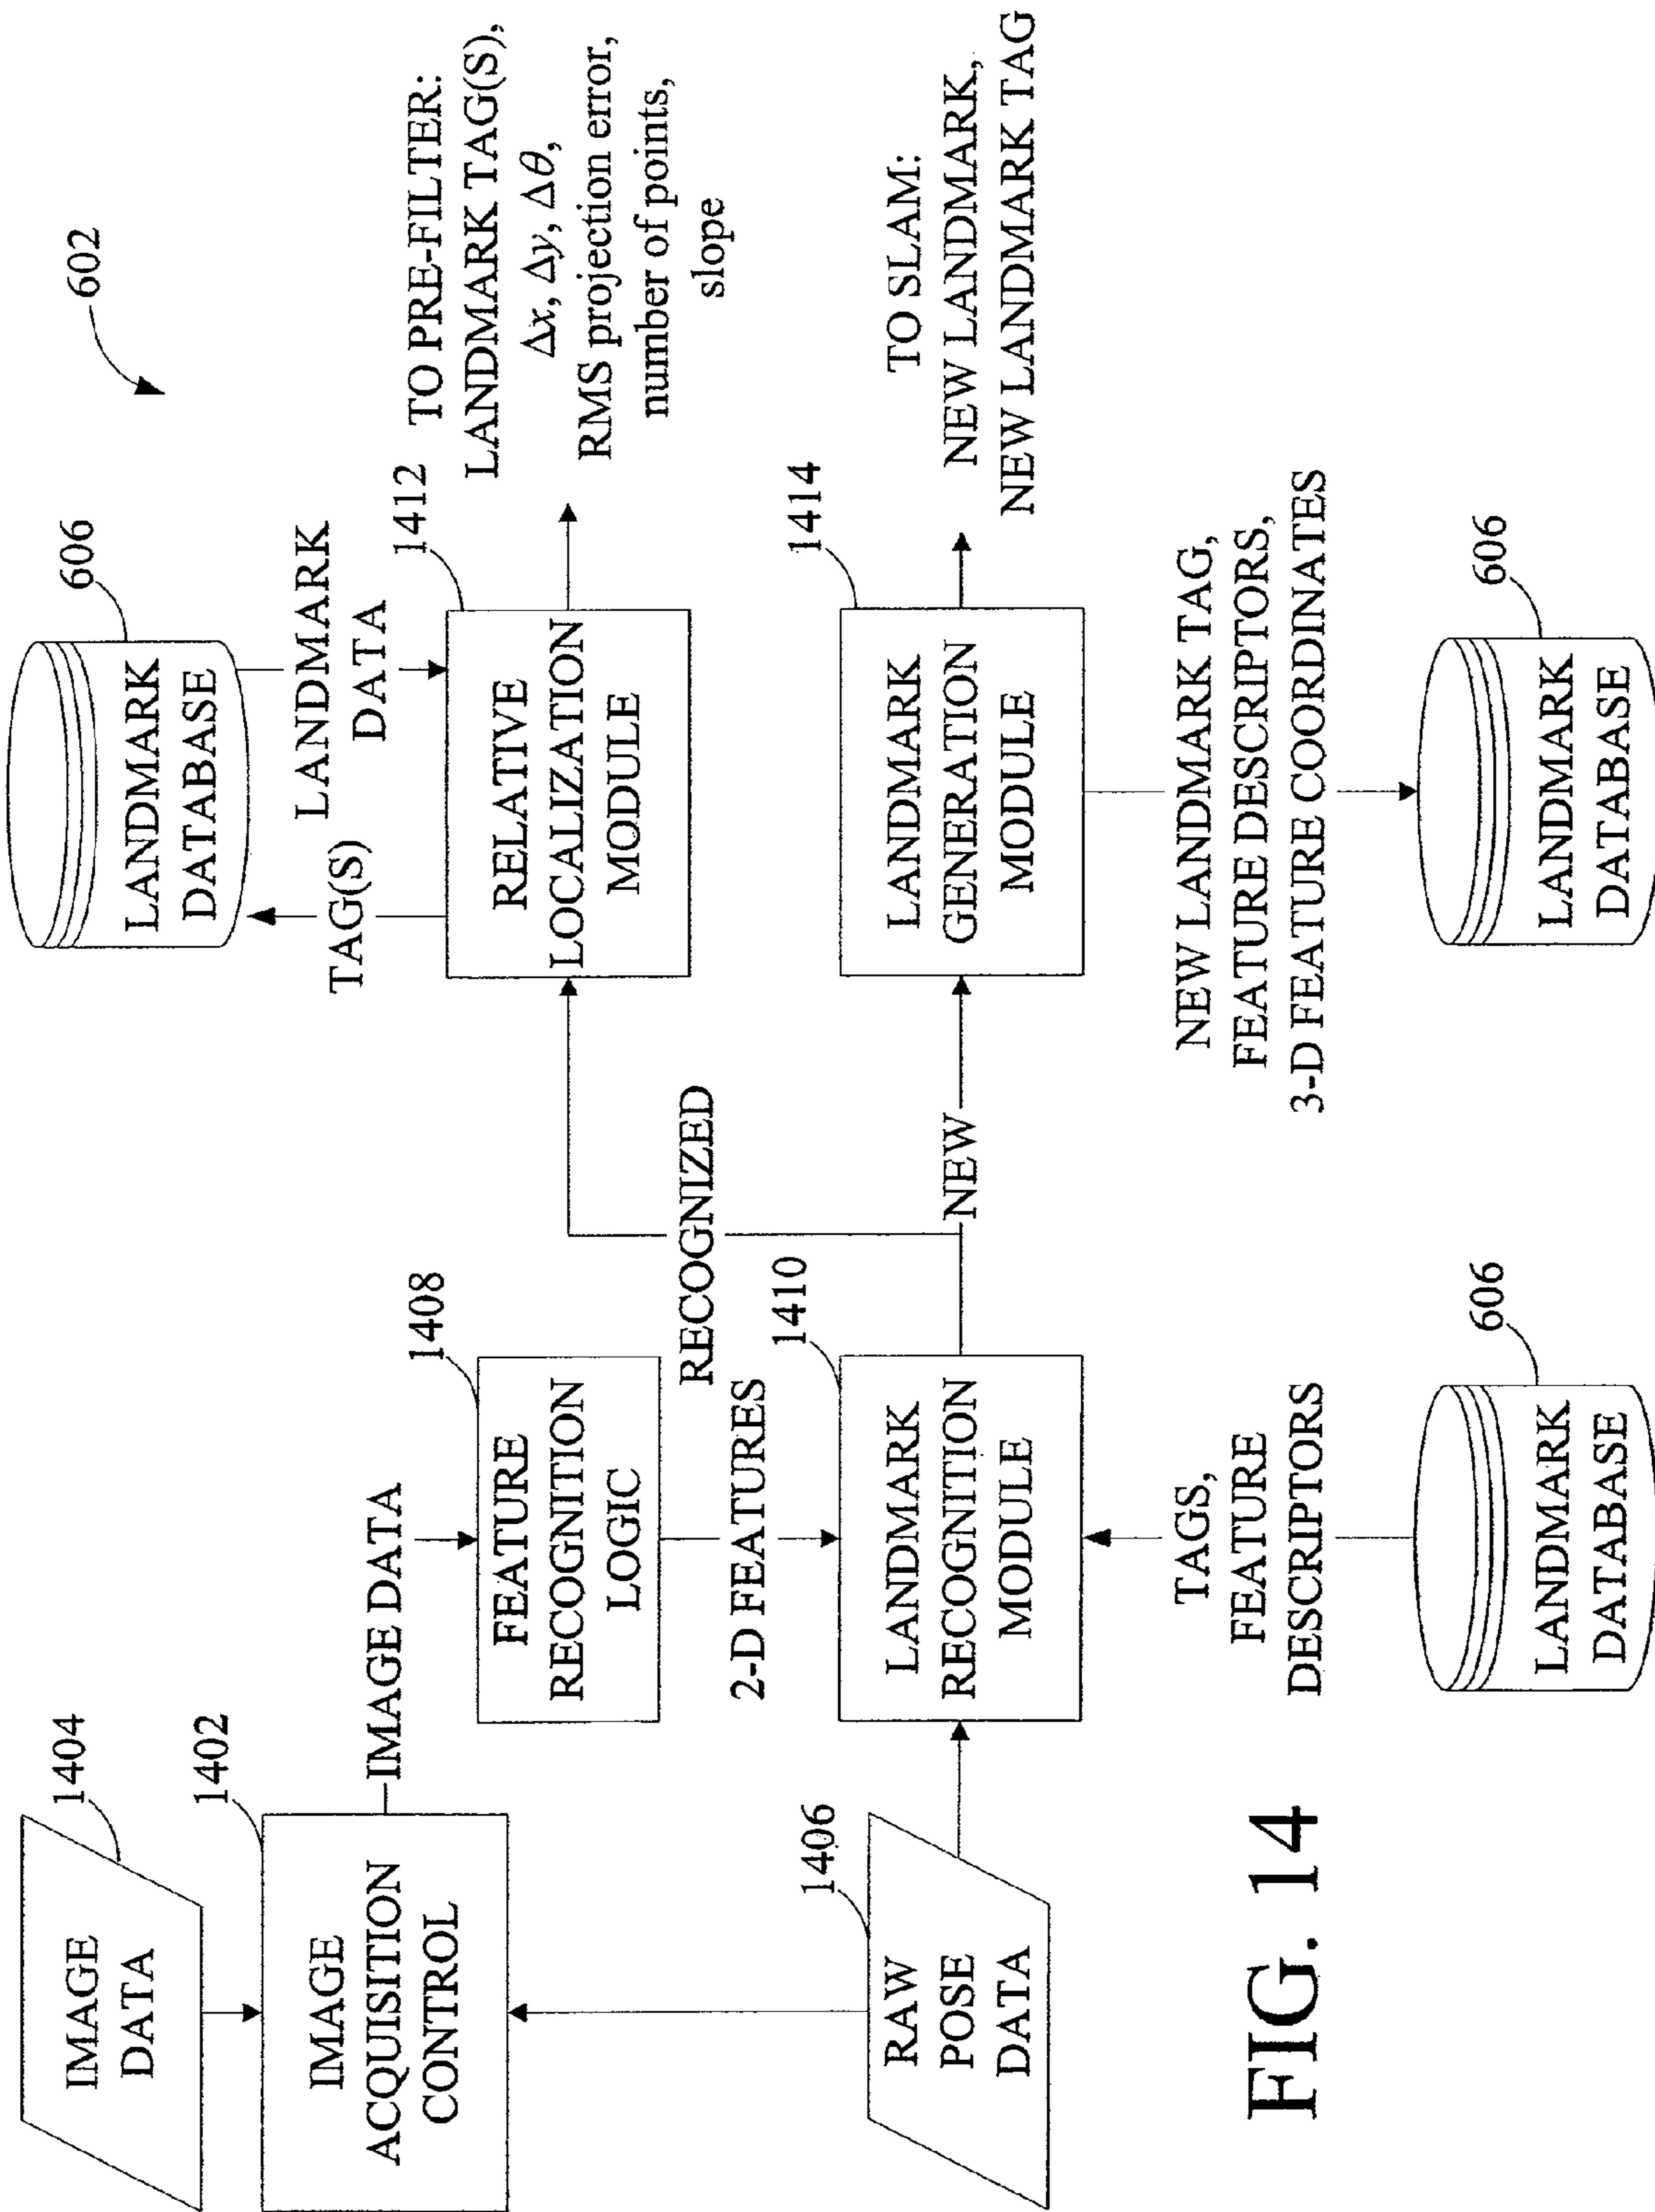 602
IMAGE
DATA
1404
IMAGE
ACQUISITION
CONTROL
1402
IMAGE DATA
RAW
POSE
DATA
1406
FEATURE
RECOGNITION
LOGIC
1408
2-D FEATURES
LANDMARK
RECOGNITION
MODULE
1410
TAGS,
FEATURE
DESCRIPTORS
LANDMARK
DATABASE
606
RECOGNIZED
NEW
LANDMARK
DATABASE
606
TAG(S)
LANDMARK
DATA
RELATIVE
LOCALIZATION
MODULE
1412
TO PRE-FILTER:
LANDMARK TAG(S),
Δx, Δy, Δθ,
RMS projection error,
number of points,
slope
LANDMARK
GENERATION
MODULE
1414
TO SLAM:
NEW LANDMARK,
NEW LANDMARK TAG
NEW LANDMARK TAG,
FEATURE DESCRIPTORS,
3-D FEATURE COORDINATES
LANDMARK
DATABASE
606
FIG. 14